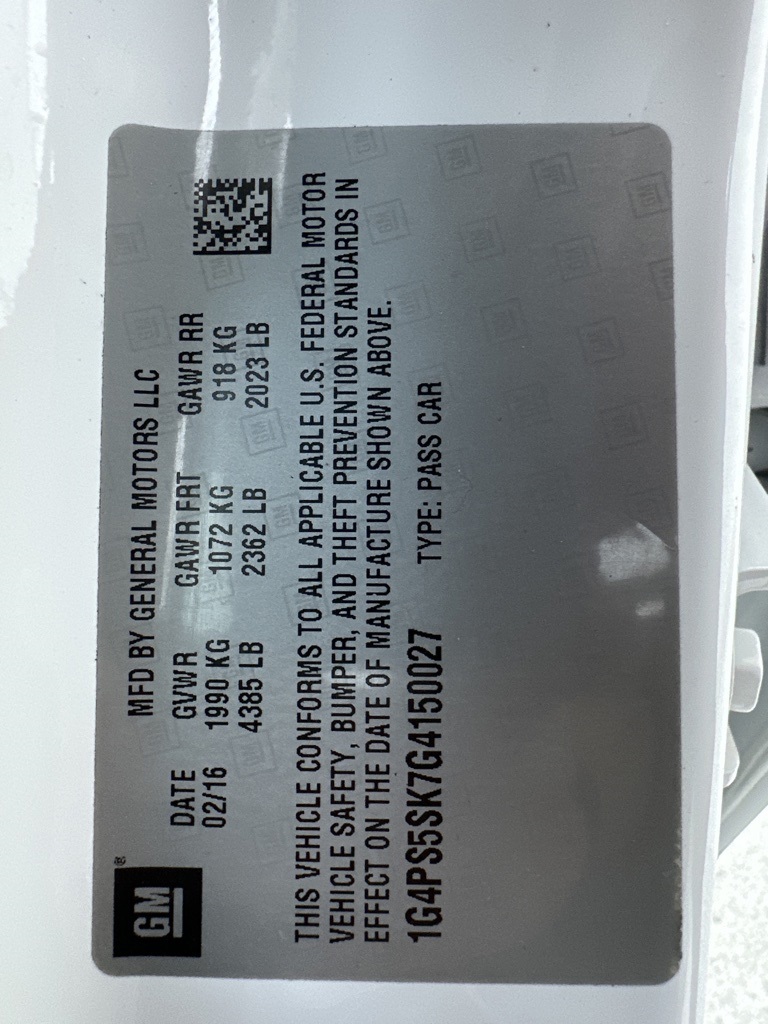 GM®
MFD BY GENERAL MOTORS LLC
DATE GVWR GAWR FRT GAWR RR
02/16 1990 KG 1072 KG 918 KG
4385 LB 2362 LB 2023 LB
THIS VEHICLE CONFORMS TO ALL APPLICABLE U.S. FEDERAL MOTOR
VEHICLE SAFETY, BUMPER, AND THEFT PREVENTION STANDARDS IN
EFFECT ON THE DATE OF MANUFACTURE SHOWN ABOVE.
1G4PS5SK7G4150027 TYPE: PASS CAR